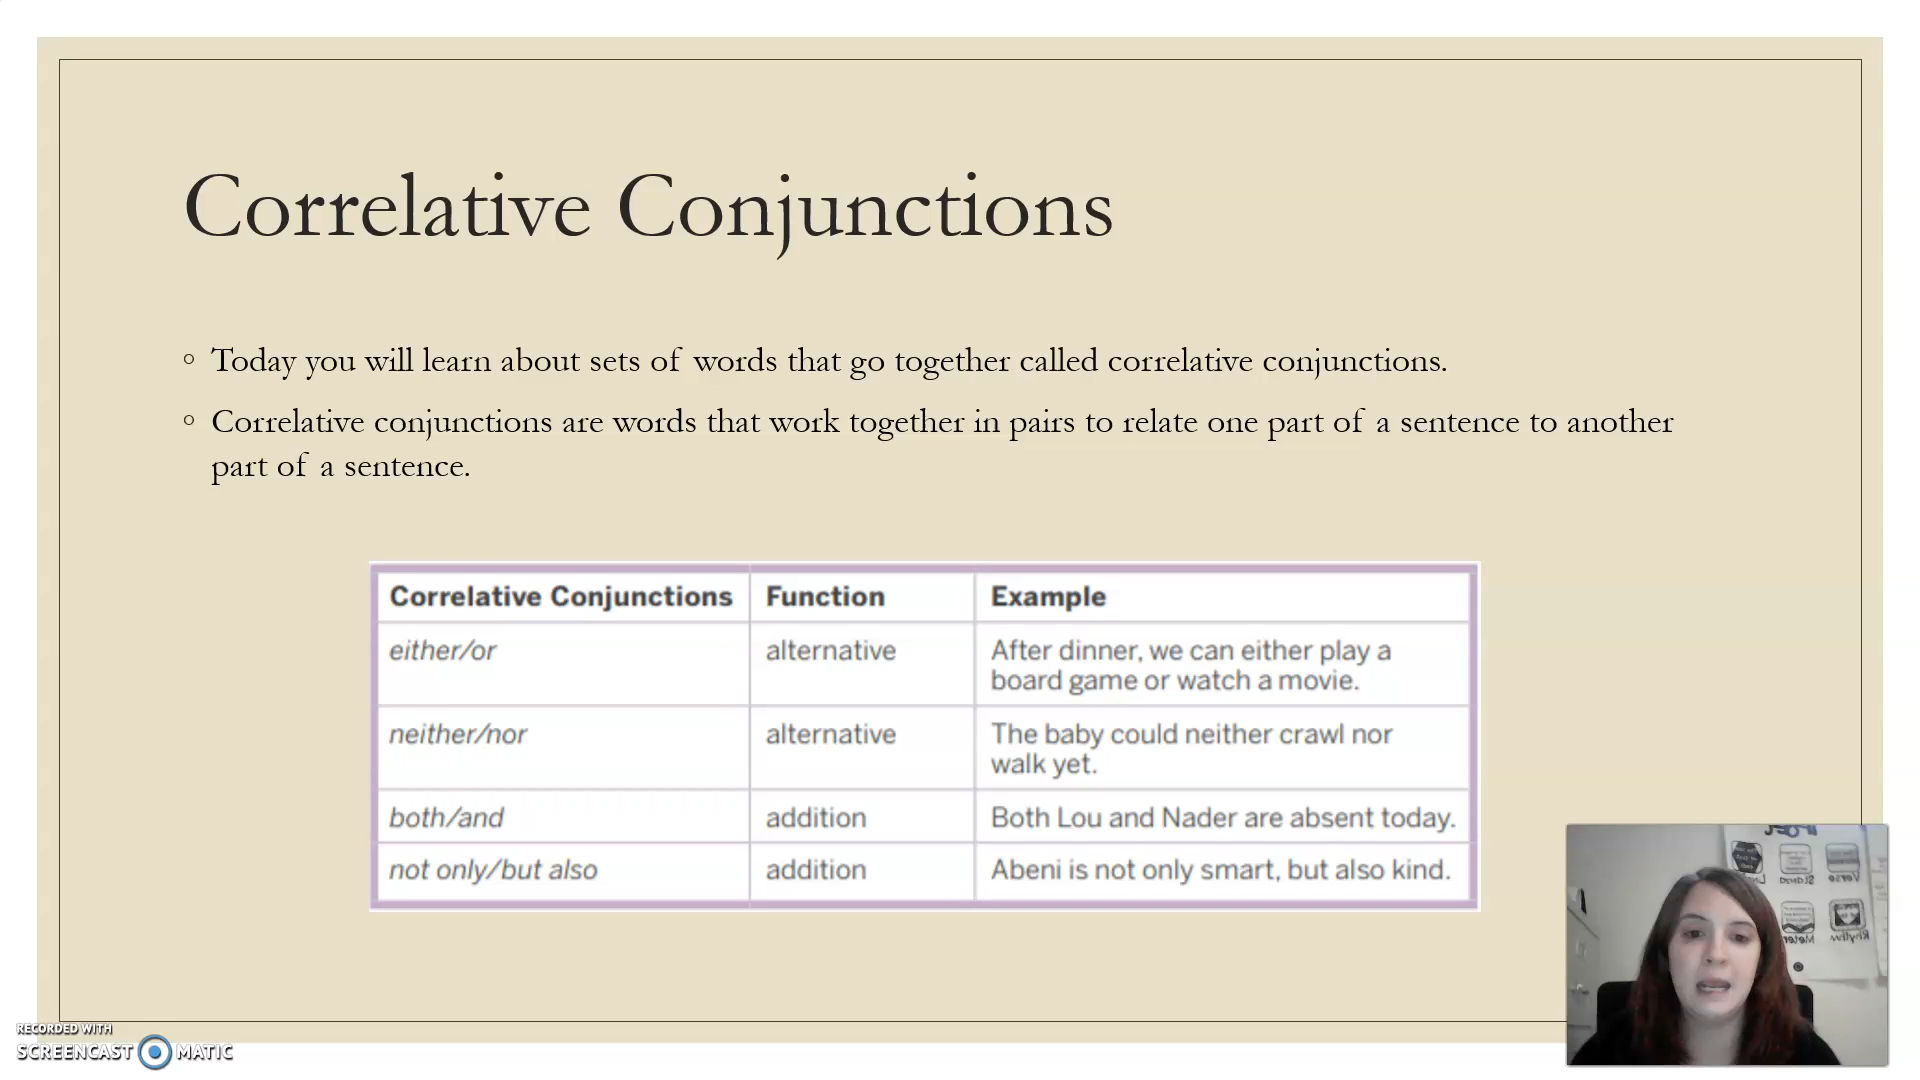 Correlative Conjunctions
Today you will learn about sets of words that go together called correlative conjunctions.
Correlative conjunctions are words that work together in pairs to relate one part of a sentence to another
part of a sentence.
Correlative Conjunctions Function Example
either/or alternative After dinner, we can either play a
board game or watch a movie.
neither/nor alternative The baby could neither crawl nor
walk yet.
both/and addition Both Lou and Nader are absent today.
not only/but also addition Abeni is not only smart, but also kind.
Stanza Verse
Meter Rhythm
RECORDED WITH
SCREENCAST MATIC